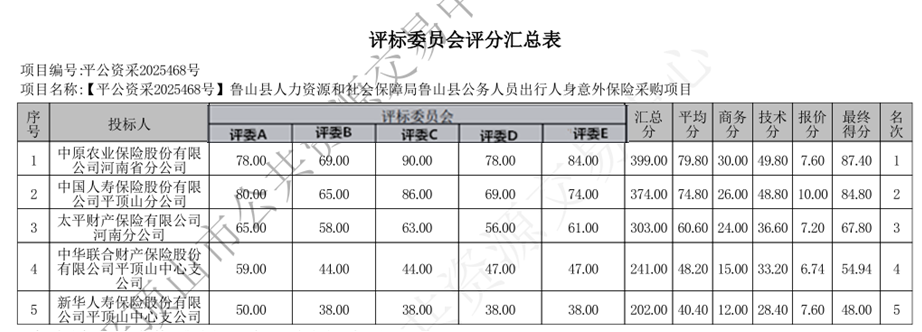 评标委员会评分汇总表
项目编号:平公资采2025468号
项目名称:【平公资采2025468号】鲁山县人力资源和社会保障局鲁山县公务人员出行人身意外保险采购项目
序号 投标人 评标委员会 汇总分 平均分 商务分 技术分 报价分 最终得分 名次
评委A 评委B 评委C 评委D 评委E
1 中原农业保险股份有限公司河南省分公司 78.00 69.00 90.00 78.00 84.00 399.00 79.80 30.00 49.80 7.60 87.40 1
2 中国人寿保险股份有限公司平顶山分公司 80.00 65.00 86.00 69.00 74.00 374.00 74.80 26.00 48.80 10.00 84.80 2
3 太平财产保险有限公司河南分公司 65.00 58.00 63.00 56.00 61.00 303.00 60.60 24.00 36.60 7.20 67.80 3
4 中华联合财产保险股份有限公司平顶山中心支公司 59.00 44.00 44.00 47.00 47.00 241.00 48.20 15.00 33.20 6.74 54.94 4
5 新华人寿保险股份有限公司平顶山中心支公司 50.00 38.00 38.00 38.00 38.00 202.00 40.40 12.00 28.40 7.60 48.00 5